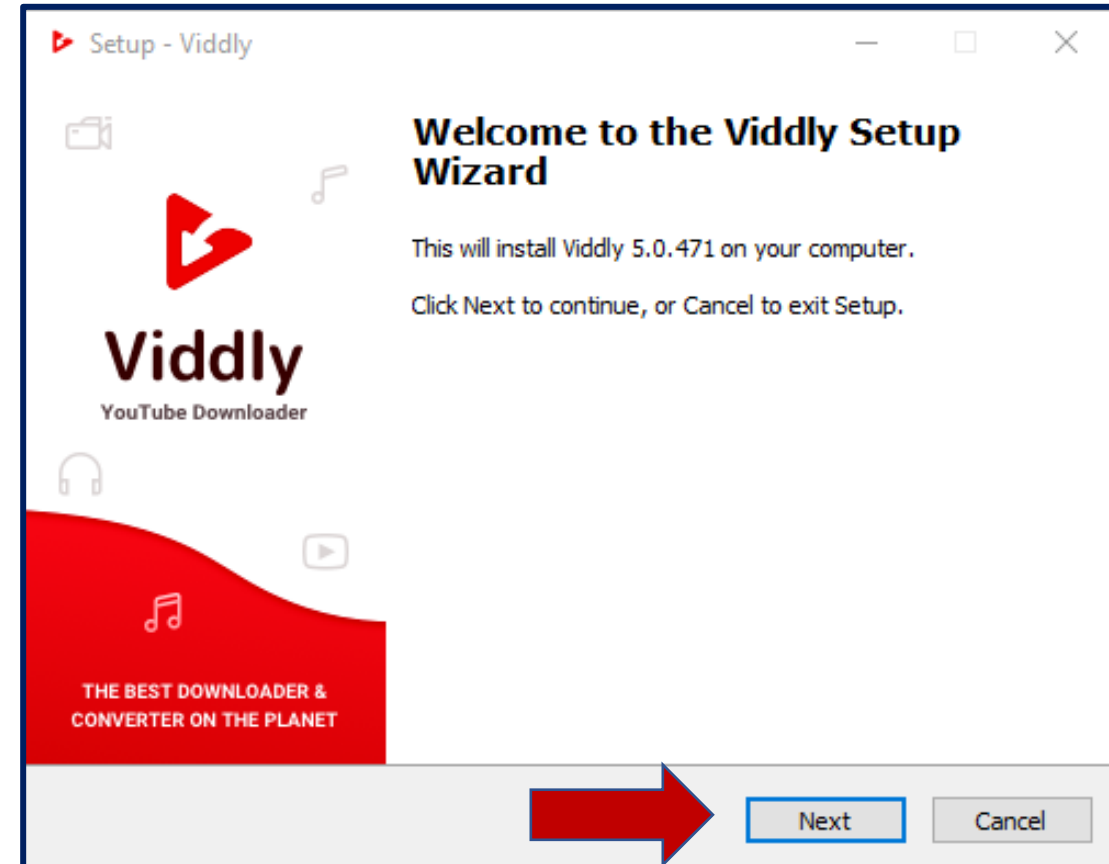 Setup - Viddly
Welcome to the Viddly Setup
Wizard
This will install Viddly 5.0.471 on your computer.
Click Next to continue, or Cancel to exit Setup.
Viddly
YouTube Downloader
THE BEST DOWNLOADER &
CONVERTER ON THE PLANET
Next
Cancel